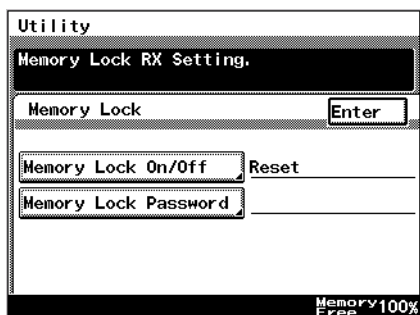 Utility
Memory Lock RX Setting.
Memory Lock
Enter
Memory Lock On/Off Reset
Memory Lock Password
Memory
Free 100%